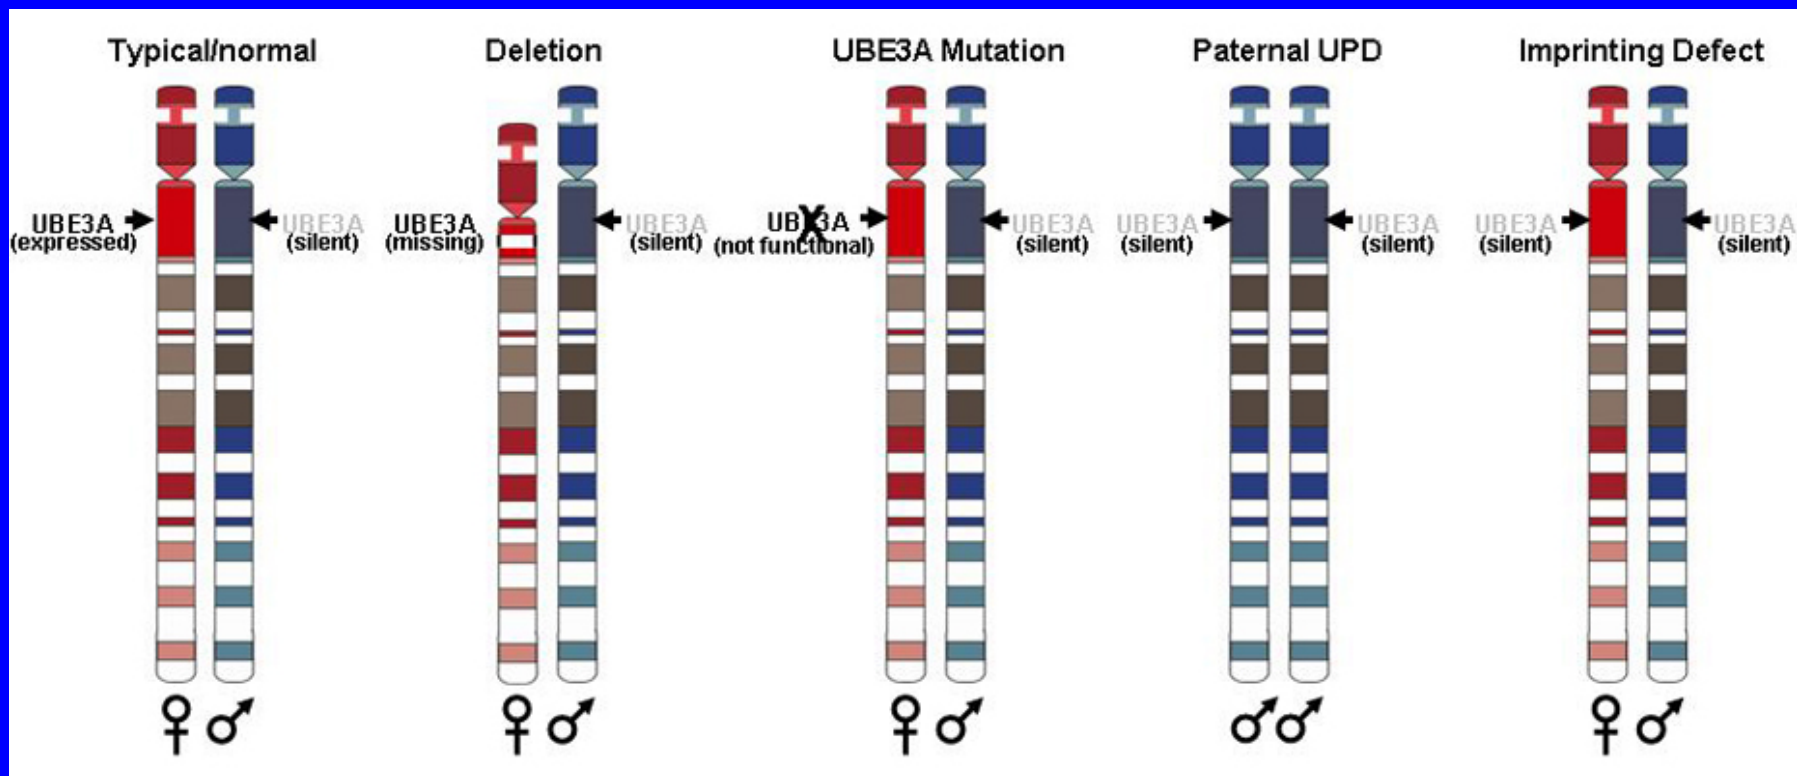 Typical/normal
Deletion
UBE3A Mutation
Paternal UPD
Imprinting Defect
UBE3A
(expressed)
UBE3A
(silent)
UBE3A
(missing)
UBE3A
(silent)
UBE3A
(not functional)
UBE3A
(silent)
UBE3A
(silent)
UBE3A
(silent)
UBE3A
(silent)
UBE3A
(silent)
♀ ♂
♀ ♂
♀ ♂
♂♂
♀ ♂